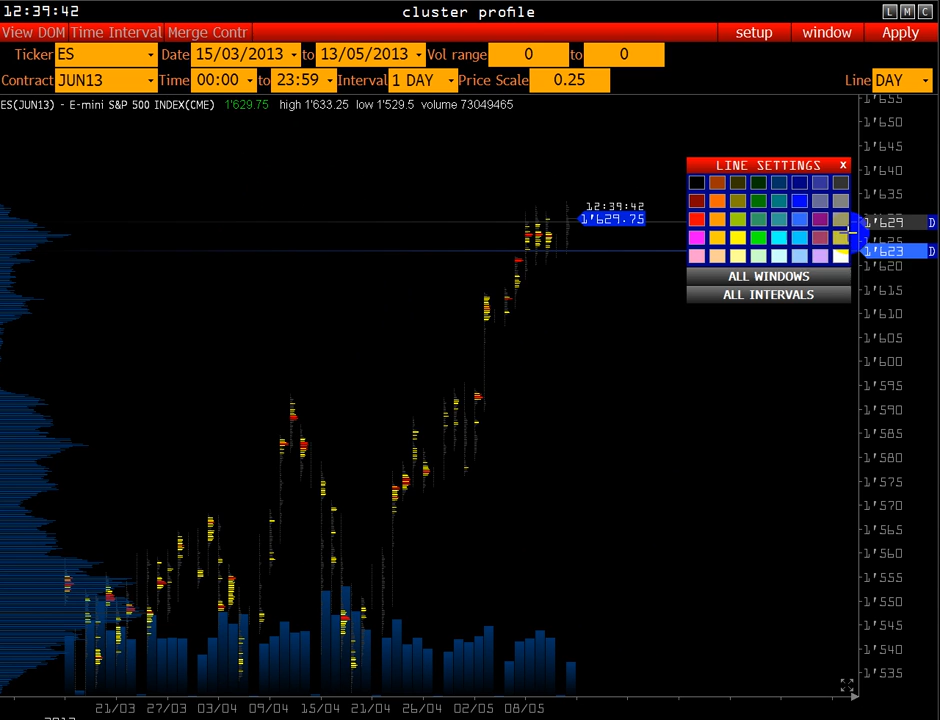 12:39:42 cluster profile L M C
View DOM Time Interval Merge Contr setup window Apply
Ticker ES Date 15/03/2013 to 13/05/2013 Vol range 0 to 0
Contract JUN13 Time 00:00 to 23:59 Interval 1 DAY Price Scale 0.25 Line DAY
ES(JUN13) - E-mini S&P 500 INDEX(CME) 1'629.75 high 1'633.25 low 1'529.5 volume 73049465
1'655
1'650
1'645
LINE SETTINGS x
1'640
1'635
12:39:42
1'629.75
1'629 D
1'623 D
1'620
ALL WINDOWS
1'615
ALL INTERVALS
1'610
1'605
1'600
1'595
1'590
1'585
1'580
1'575
1'570
1'565
1'560
1'555
1'550
1'545
1'540
1'535
21/03 27/03 03/04 09/04 15/04 21/04 26/04 02/05 08/05